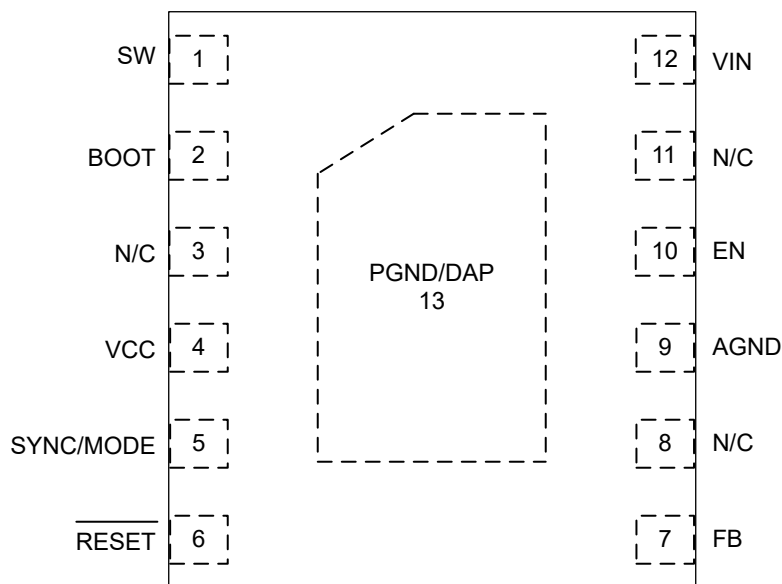 SW 1
12 VIN
BOOT 2
11 N/C
N/C 3
10 EN
PGND/DAP
13
VCC 4
9 AGND
SYNC/MODE 5
8 N/C
RESET 6
7 FB